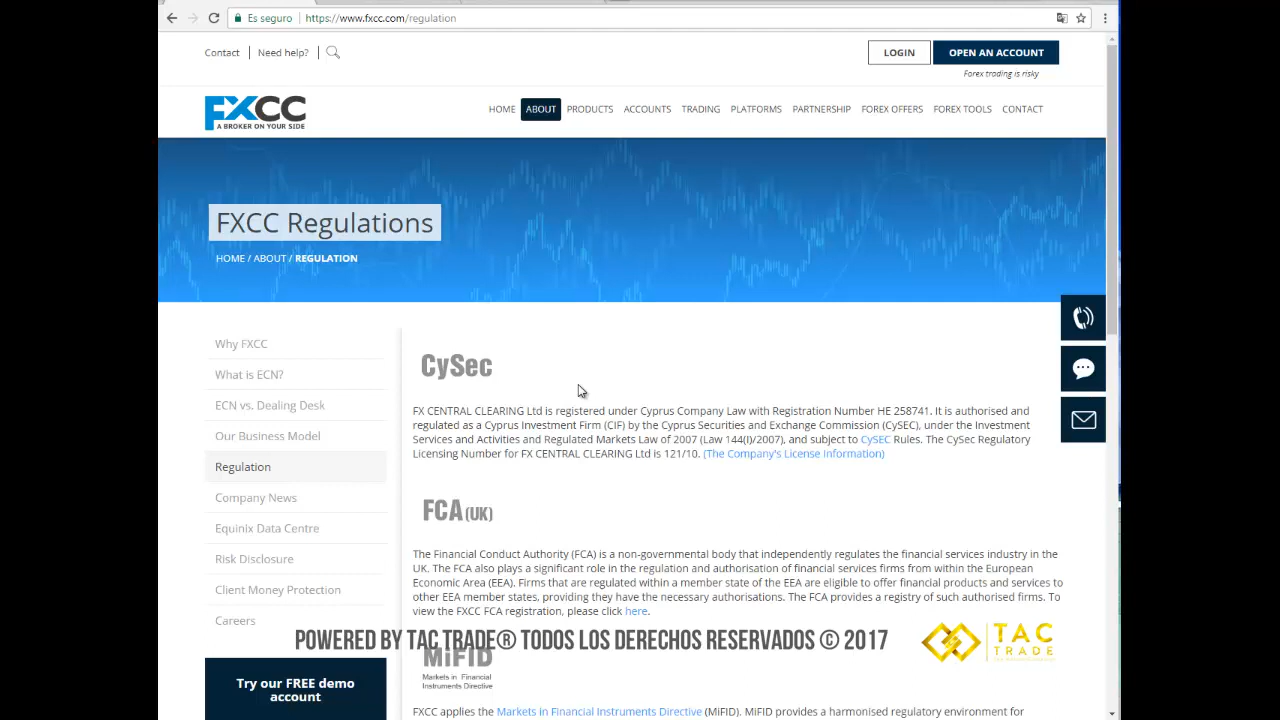 Es seguro
https://www.fxcc.com/regulation
Contact
Need help?
LOGIN
OPEN AN ACCOUNT
Forex trading is risky
FXCC
A BROKER ON YOUR SIDE
HOME ABOUT PRODUCTS ACCOUNTS TRADING PLATFORMS PARTNERSHIP FOREX OFFERS FOREX TOOLS CONTACT
FXCC Regulations
HOME / ABOUT / REGULATION
Why FXCC
What is ECN?
ECN vs. Dealing Desk
Our Business Model
Regulation
Company News
Equinix Data Centre
Risk Disclosure
Client Money Protection
Careers
Try our FREE demo
account
CySec
FX CENTRAL CLEARING Ltd is registered under Cyprus Company Law with Registration Number HE 258741. It is authorised and
regulated as a Cyprus Investment Firm (CIF) by the Cyprus Securities and Exchange Commission (CySEC), under the Investment
Services and Activities and Regulated Markets Law of 2007 (Law 144(I)/2007), and subject to CySEC Rules. The CySec Regulatory
Licensing Number for FX CENTRAL CLEARING Ltd is 121/10. (The Company's License Information)
FCA (UK)
The Financial Conduct Authority (FCA) is a non-governmental body that independently regulates the financial services industry in the
UK. The FCA also plays a significant role in the regulation and authorisation of financial services firms from within the European
Economic Area (EEA). Firms that are regulated within a member state of the EEA are eligible to offer financial products and services to
other EEA member states, providing they have the necessary authorisations. The FCA provides a registry of such authorised firms. To
view the FXCC FCA registration, please click here.
POWERED BY TAC TRADE® TODOS LOS DERECHOS RESERVADOS © 2017
TAC
TRADE
MiFID
Markets in Financial
Instruments Directive
FXCC applies the Markets in Financial Instruments Directive (MiFID). MiFID provides a harmonised regulatory environment for